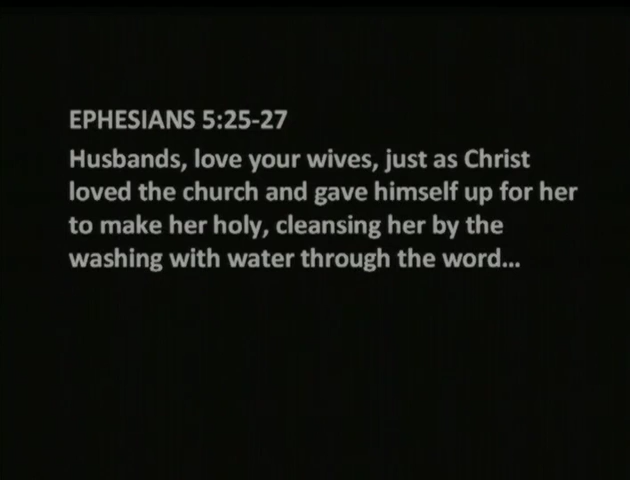 EPHESIANS 5:25-27
Husbands, love your wives, just as Christ
loved the church and gave himself up for her
to make her holy, cleansing her by the
washing with water through the word...